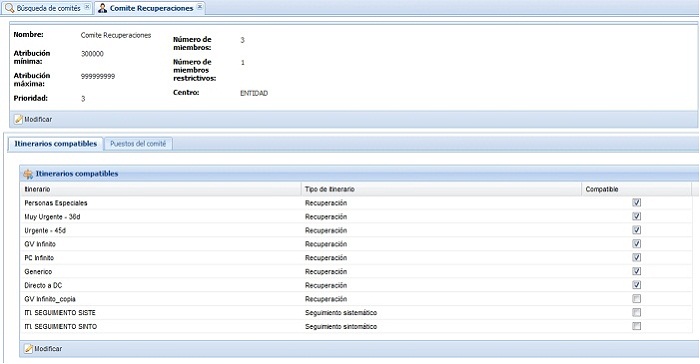 Búsqueda de comités
Comite Recuperaciones
Nombre: Comite Recuperaciones
Atribución mínima: 300000
Atribución máxima: 999999999
Prioridad: 3
Número de miembros: 3
Número de miembros restrictivos: 1
Centro: ENTIDAD
Modificar
Itinerarios compatibles
Puestos del comité
Itinerarios compatibles
Itinerario Tipo de itinerario Compatible
Personas Especiales Recuperación
Muy Urgente - 36d Recuperación
Urgente - 45d Recuperación
GV Infinito Recuperación
PC Infinito Recuperación
Generico Recuperación
Directo a DC Recuperación
GV Infinito_copia Recuperación
ITI. SEGUIMIENTO SISTE Seguimiento sistemático
ITI. SEGUIMIENTO SINTO Seguimiento sintomático
Modificar